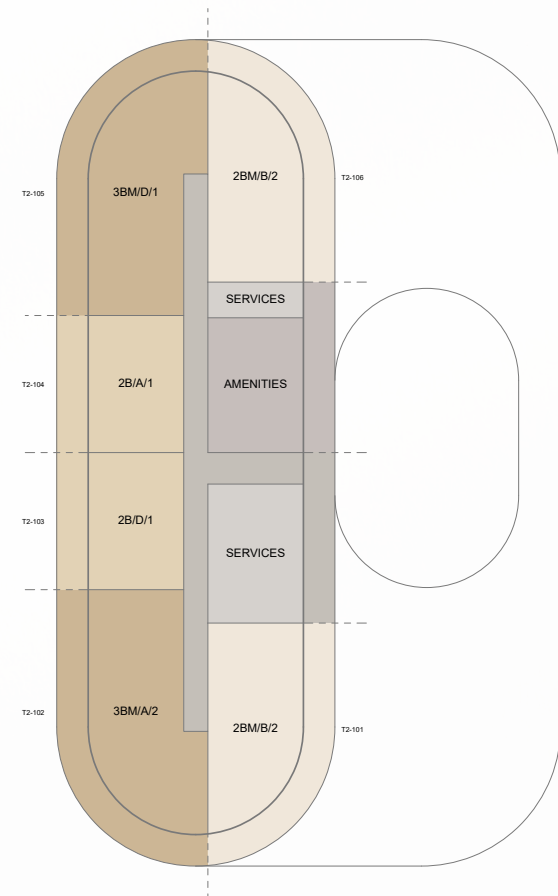 2BM/B/2
T2-106
3BM/D/1
T2-105
SERVICES
2B/A/1
AMENITIES
T2-104
2B/D/1
T2-103
SERVICES
3BM/A/2
T2-102
2BM/B/2
T2-101